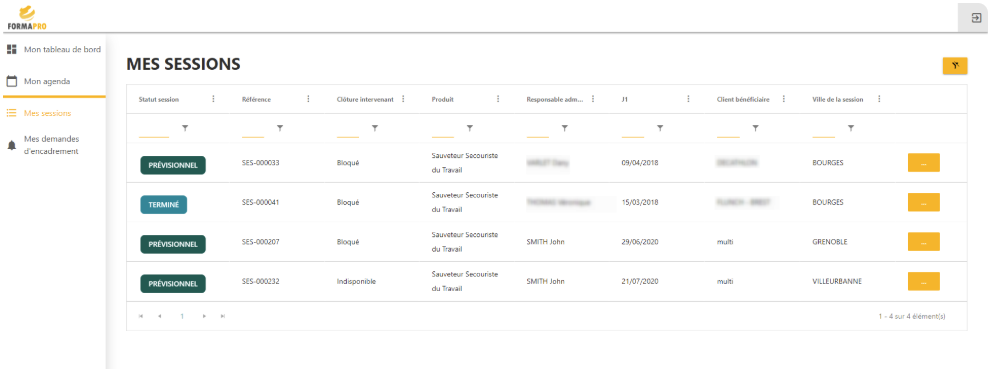 FORMAPRO
Mon tableau de bord
Mon agenda
Mes sessions
Mes demandes
d'encadrement
MES SESSIONS
Statut session Référence Clôture intervenant Produit Responsable adm... J1 Client bénéficiaire Ville de la session
PRÉVISIONNEL SES-000033 Bloqué Sauveteur Secouriste du Travail 09/04/2018 BOURGES ...
TERMINÉ SES-000041 Bloqué Sauveteur Secouriste du Travail 15/03/2018 BOURGES ...
PRÉVISIONNEL SES-000207 Bloqué Sauveteur Secouriste du Travail SMITH John 29/06/2020 multi GRENOBLE ...
PRÉVISIONNEL SES-000232 Indisponible Sauveteur Secouriste du Travail SMITH John 21/07/2020 multi VILLEURBANNE ...
1
1 - 4 sur 4 élément(s)